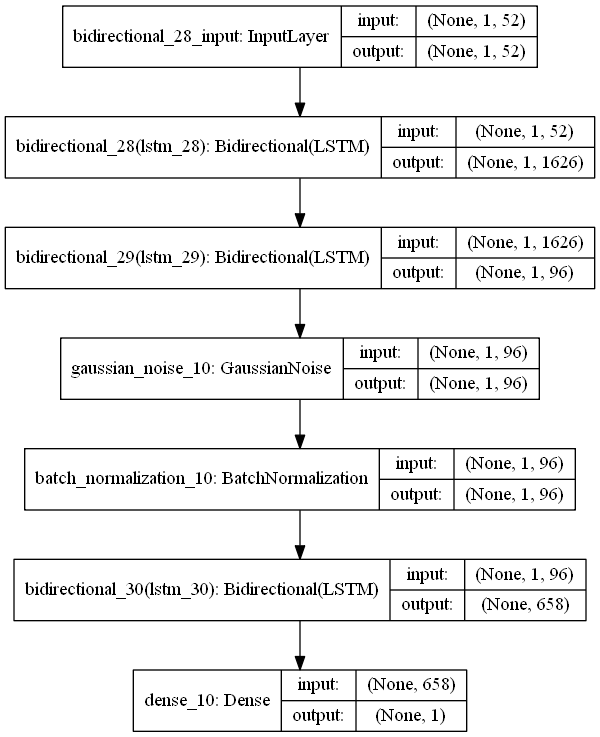 bidirectional_28_input: InputLayer
input: (None, 1, 52)
output: (None, 1, 52)
bidirectional_28(lstm_28): Bidirectional(LSTM)
input: (None, 1, 52)
output: (None, 1, 1626)
bidirectional_29(lstm_29): Bidirectional(LSTM)
input: (None, 1, 1626)
output: (None, 1, 96)
gaussian_noise_10: GaussianNoise
input: (None, 1, 96)
output: (None, 1, 96)
batch_normalization_10: BatchNormalization
input: (None, 1, 96)
output: (None, 1, 96)
bidirectional_30(lstm_30): Bidirectional(LSTM)
input: (None, 1, 96)
output: (None, 658)
dense_10: Dense
input: (None, 658)
output: (None, 1)